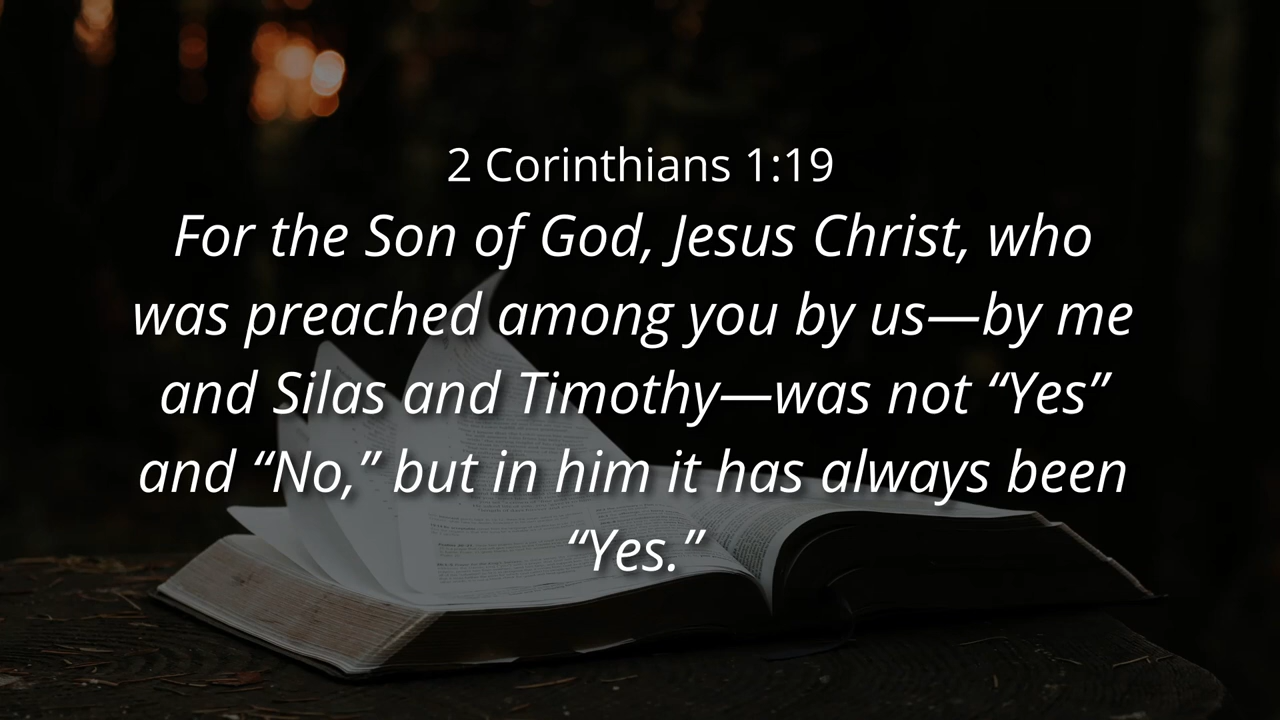 2 Corinthians 1:19
For the Son of God, Jesus Christ, who
was preached among you by us—by me
and Silas and Timothy—was not “Yes”
and “No,” but in him it has always been
“Yes.”